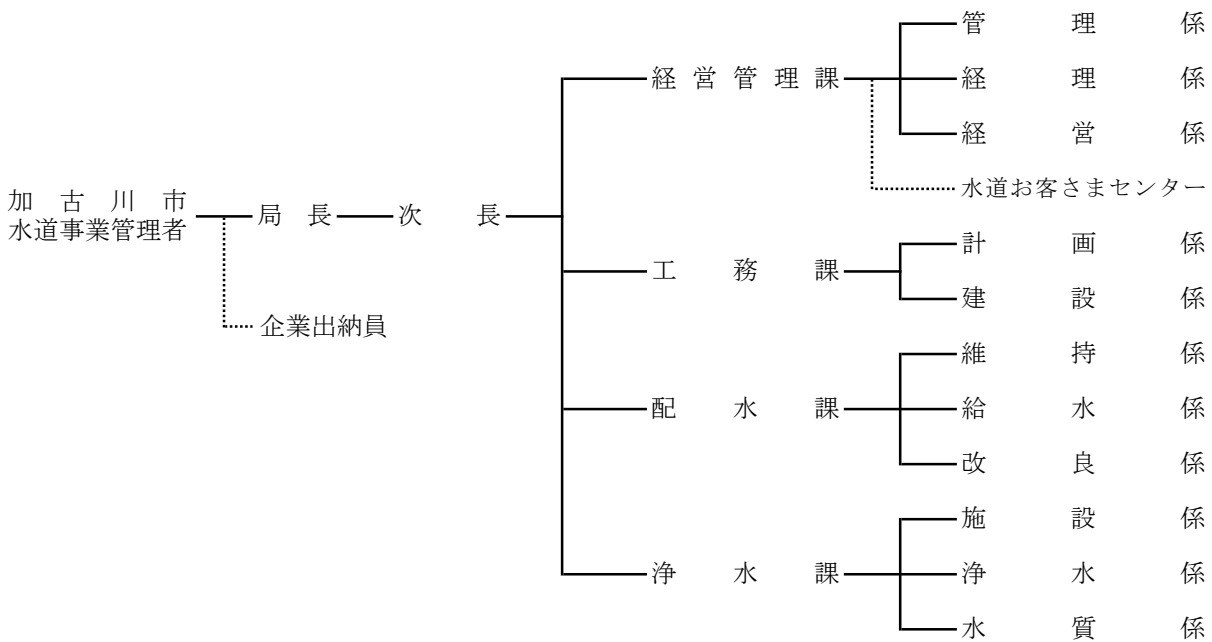 加古川市
水道事業管理者
局長
次長
企業出納員
経営管理課
管理係
経理係
経営係
水道お客さまセンター
工務課
計画係
建設係
配水課
維持係
給水係
改良係
浄水課
施設係
浄水係
水質係